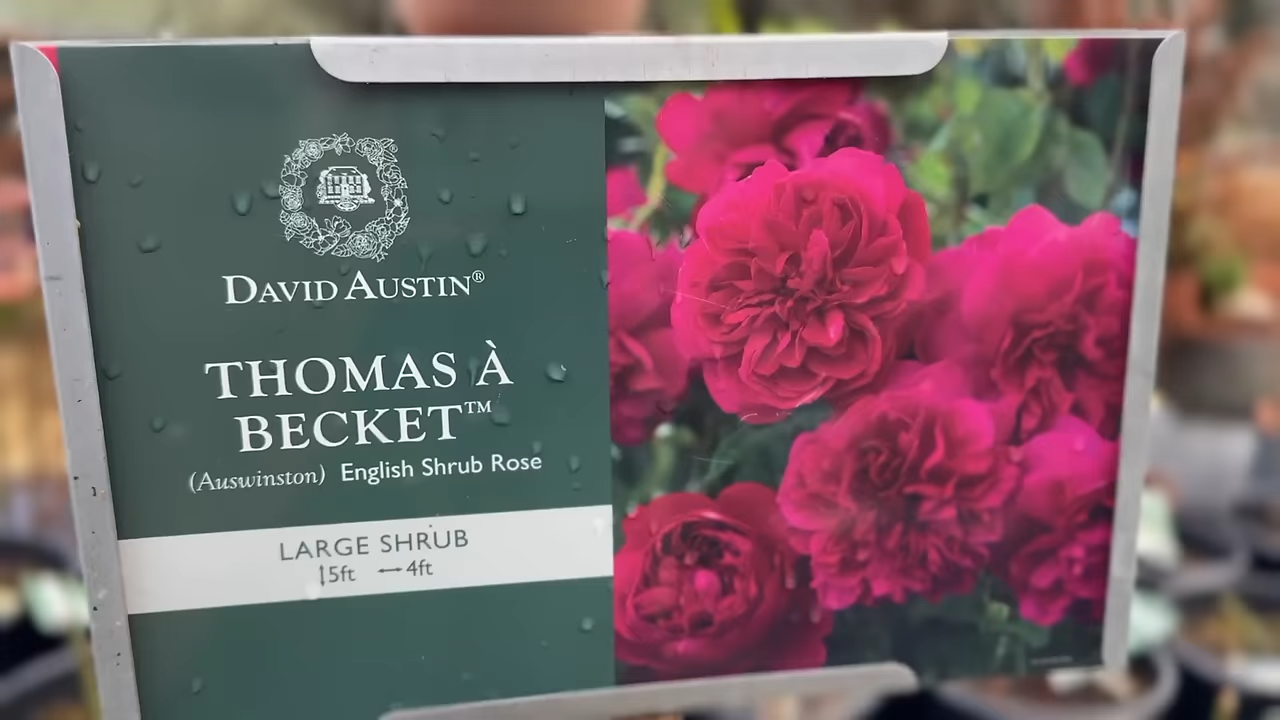 DAVID AUSTIN®
THOMAS À
BECKET™
(Auswinston) English Shrub Rose
LARGE SHRUB
↕5ft ↔4ft